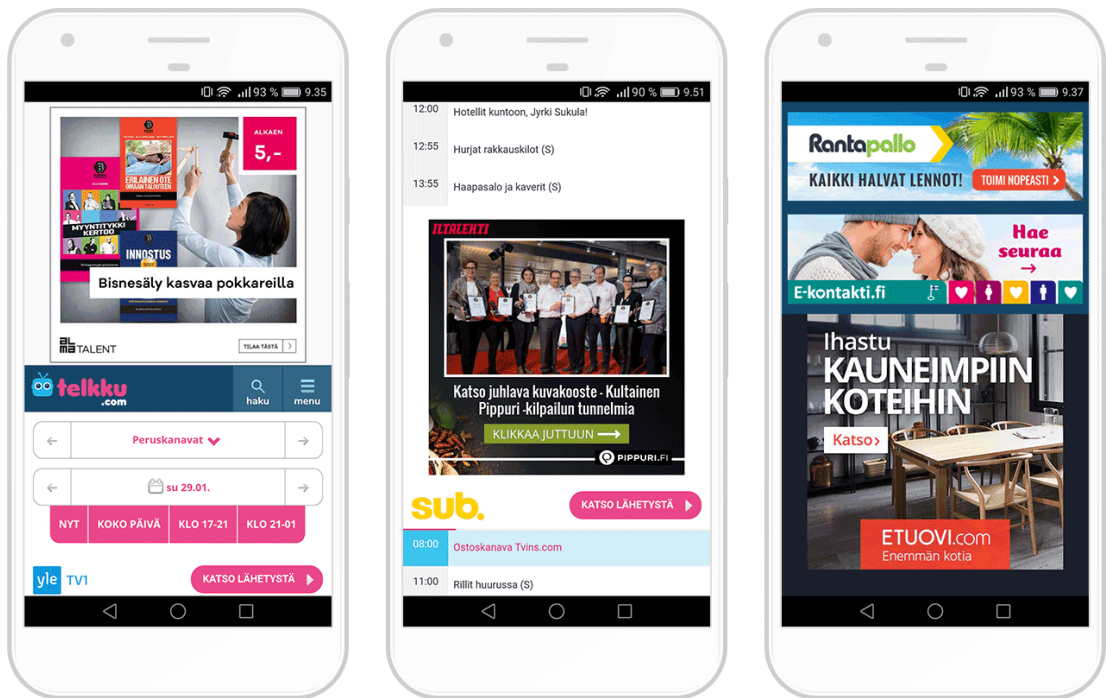 93 % 9.35
ALKAEN
5,-
ERILAINEN OTE
OMAAN TALOUTEEN
MYYNTITYKKI
KERTOO
INNOSTUS
Bisnesäly kasvaa pokkareilla
ALMA TALENT
TILAA TÄSTÄ
telkku
.com
haku
menu
Peruskanavat
su 29.01.
NYT
KOKO PÄIVÄ
KLO 17-21
KLO 21-01
yle TV1
KATSO LÄHETYSTÄ
90 % 9.51
12:00 Hotellit kuntoon, Jyrki Sukula!
12:55 Hurjat rakkauskilot (S)
13:55 Haapasalo ja kaverit (S)
ILTALEHTI
Katso juhlava kuvakooste - Kultainen
Pippuri -kilpailun tunnelmia
KLIKKAA JUTTUUN
PIPPURI.FI
sub.
KATSO LÄHETYSTÄ
08:00 Ostoskanava Tvins.com
11:00 Rillit huurussa (S)
93 % 9.37
Rantapallo
KAIKKI HALVAT LENNOT!
TOIMI NOPEASTI
Hae
seuraa
E-kontakti.fi
Ihastu
KAUNEIMPIIN
KOTEIHIN
Katso
ETUOVI.com
Enemmän kotia